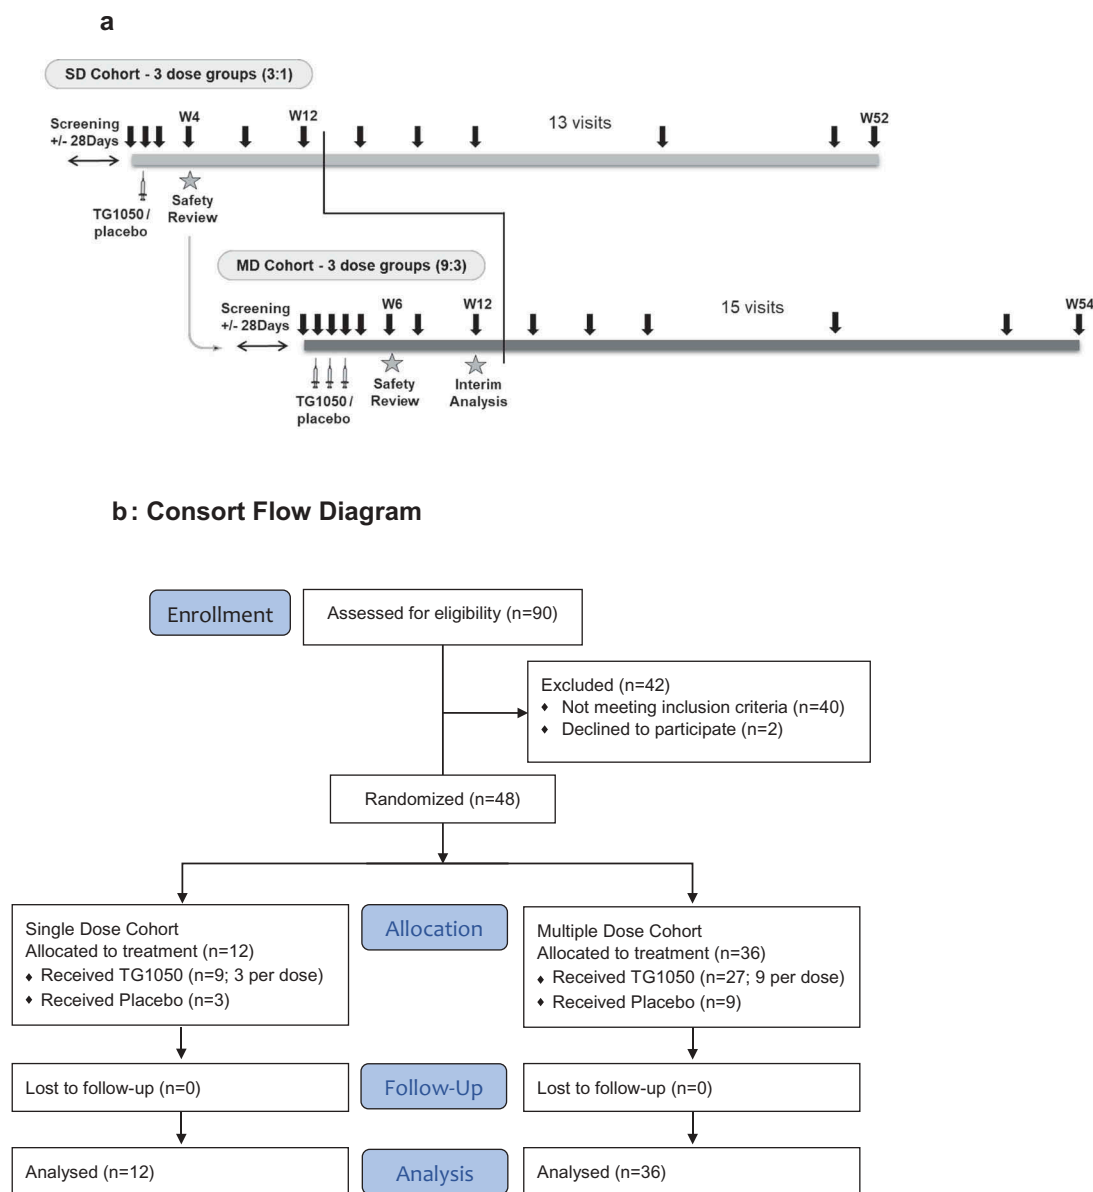 a
SD Cohort - 3 dose groups (3:1)
Screening
+/- 28Days
W4
W12
13 visits
W52
TG1050 /
placebo
Safety
Review
MD Cohort - 3 dose groups (9:3)
Screening
+/- 28Days
W6
W12
15 visits
W54
TG1050 /
placebo
Safety
Review
Interim
Analysis
b: Consort Flow Diagram
Enrollment
Assessed for eligibility (n=90)
Excluded (n=42)
♦ Not meeting inclusion criteria (n=40)
♦ Declined to participate (n=2)
Randomized (n=48)
Single Dose Cohort
Allocated to treatment (n=12)
♦ Received TG1050 (n=9; 3 per dose)
♦ Received Placebo (n=3)
Allocation
Multiple Dose Cohort
Allocated to treatment (n=36)
♦ Received TG1050 (n=27; 9 per dose)
♦ Received Placebo (n=9)
Lost to follow-up (n=0)
Follow-Up
Lost to follow-up (n=0)
Analysed (n=12)
Analysis
Analysed (n=36)